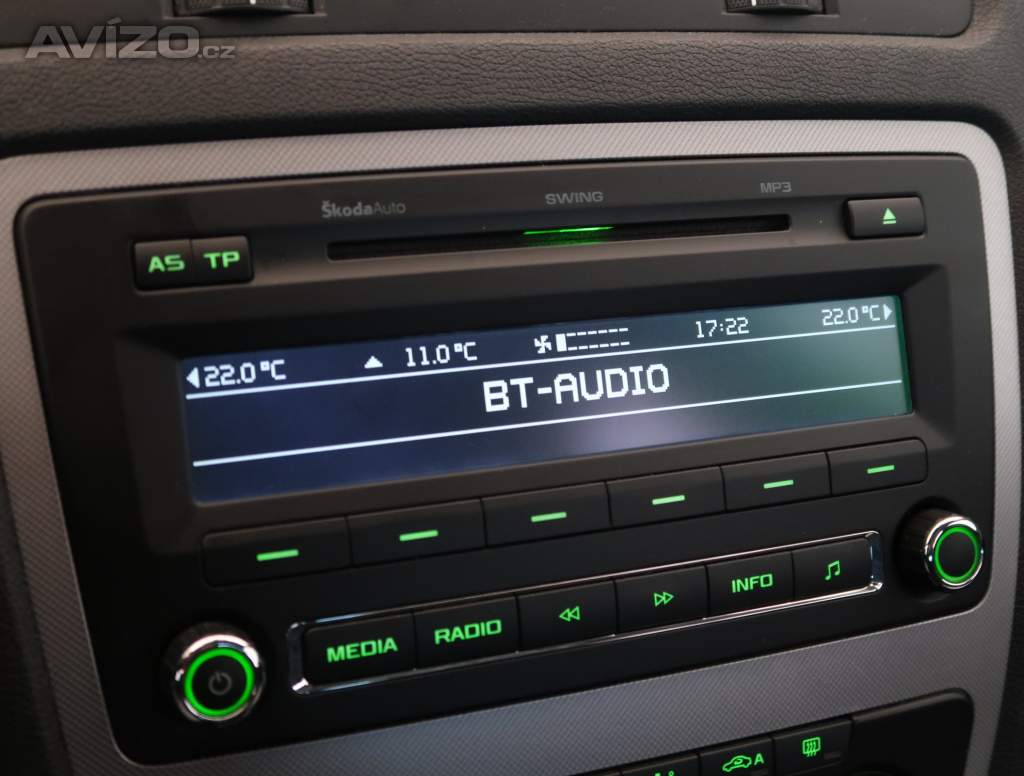 AVÍZO.cz
ŠkodaAuto SWING MP3
AS TP
22.0°C 11.0°C 17:22 22.0°C
BT-AUDIO
MEDIA RADIO INFO
A